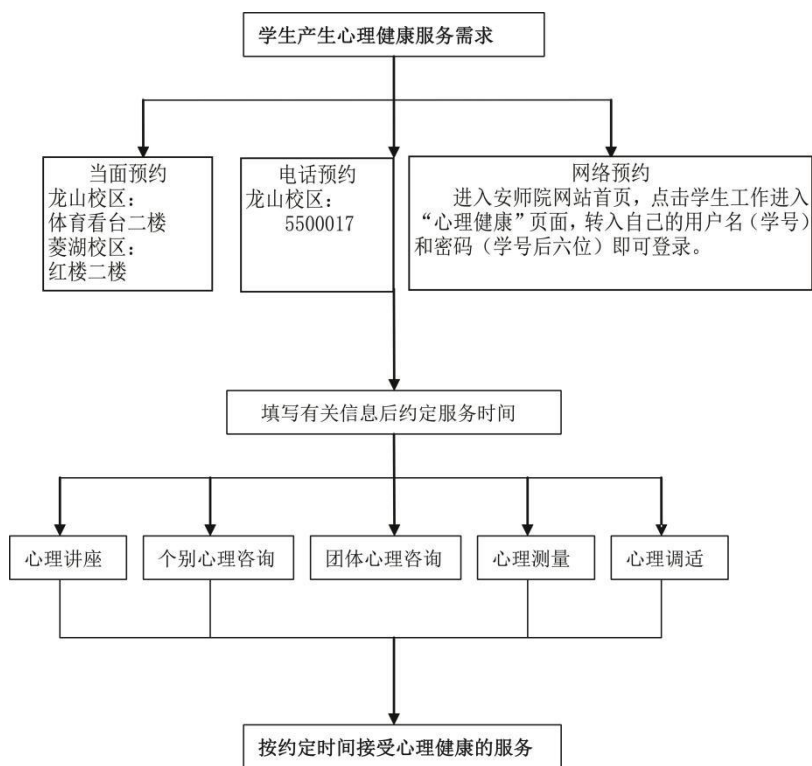 学生产生心理健康服务需求
当面预约
龙山校区：
体育看台二楼
菱湖校区：
红楼二楼
电话预约
龙山校区：
5500017
网络预约
进入安师院网站首页，点击学生工作进入
“心理健康”页面，转入自己的用户名（学号）
和密码（学号后六位）即可登录。
填写有关信息后约定服务时间
心理讲座
个别心理咨询
团体心理咨询
心理测量
心理调适
按约定时间接受心理健康的服务